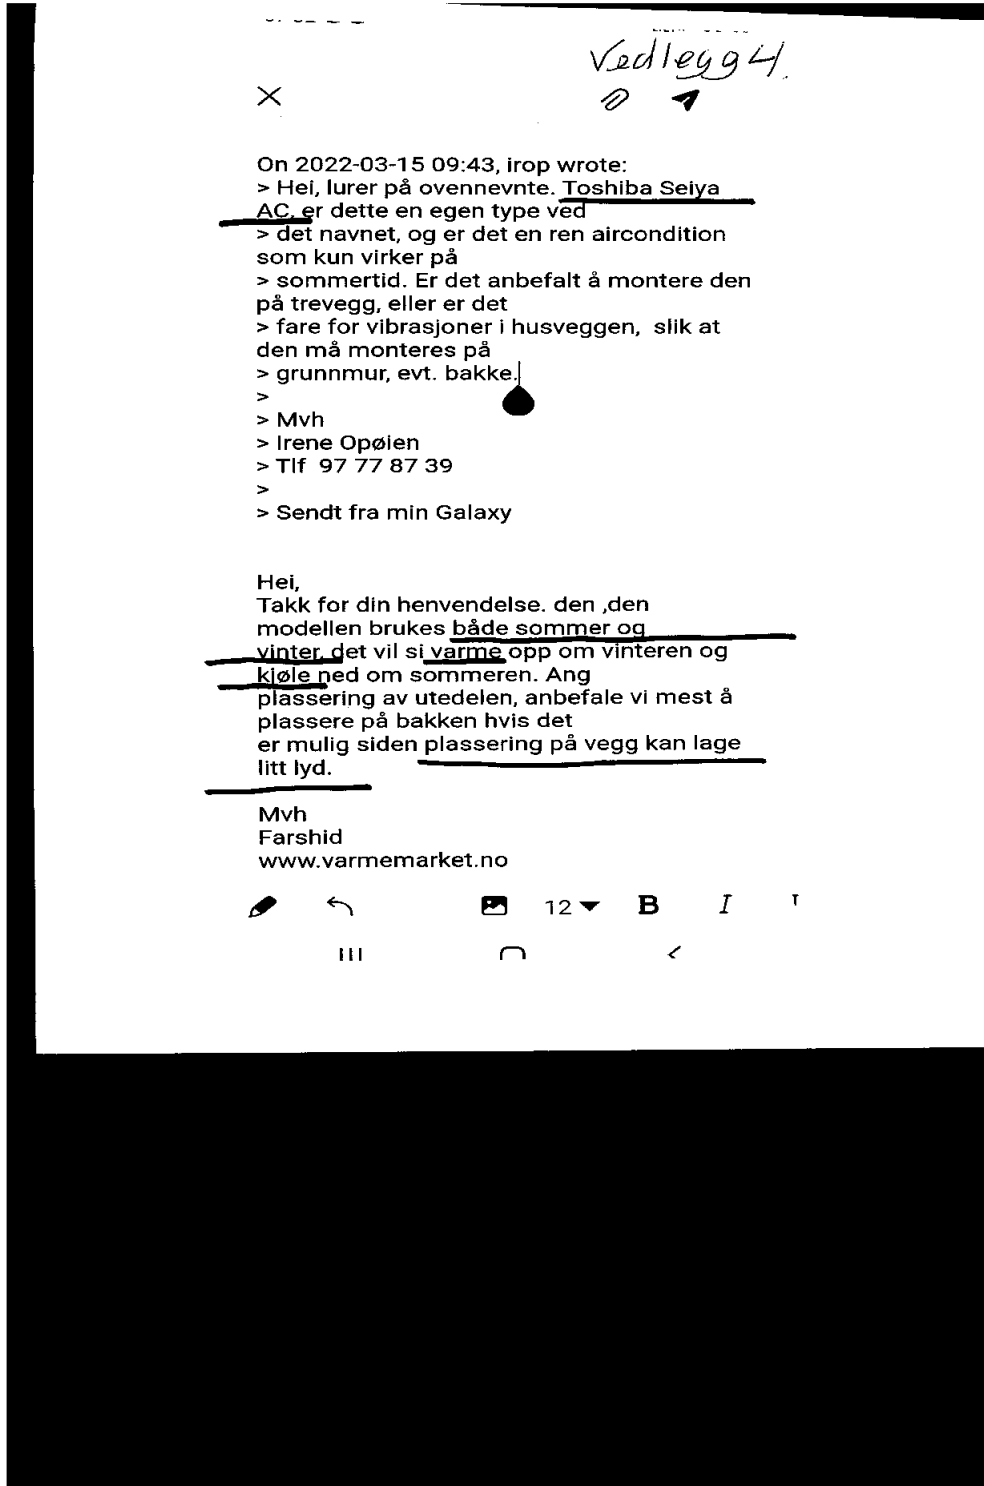 Vedlegg 4.
On 2022-03-15 09:43, irop wrote:
> Hei, lurer på ovennevnte. Toshiba Seiya
AC, er dette en egen type ved
> det navnet, og er det en ren aircondition
som kun virker på
> sommertid. Er det anbefalt å montere den
på trevegg, eller er det
> fare for vibrasjoner i husveggen,  slik at
den må monteres på
> grunnmur, evt. bakke.
>
> Mvh
> Irene Opøien
> Tlf  97 77 87 39
>
> Sendt fra min Galaxy
Hei,
Takk for din henvendelse. den ,den
modellen brukes både sommer og
vinter, det vil si varme opp om vinteren og
kjøle ned om sommeren. Ang
plassering av utedelen, anbefale vi mest å
plassere på bakken hvis det
er mulig siden plassering på vegg kan lage
litt lyd.
Mvh
Farshid
www.varmemarket.no
12 B I